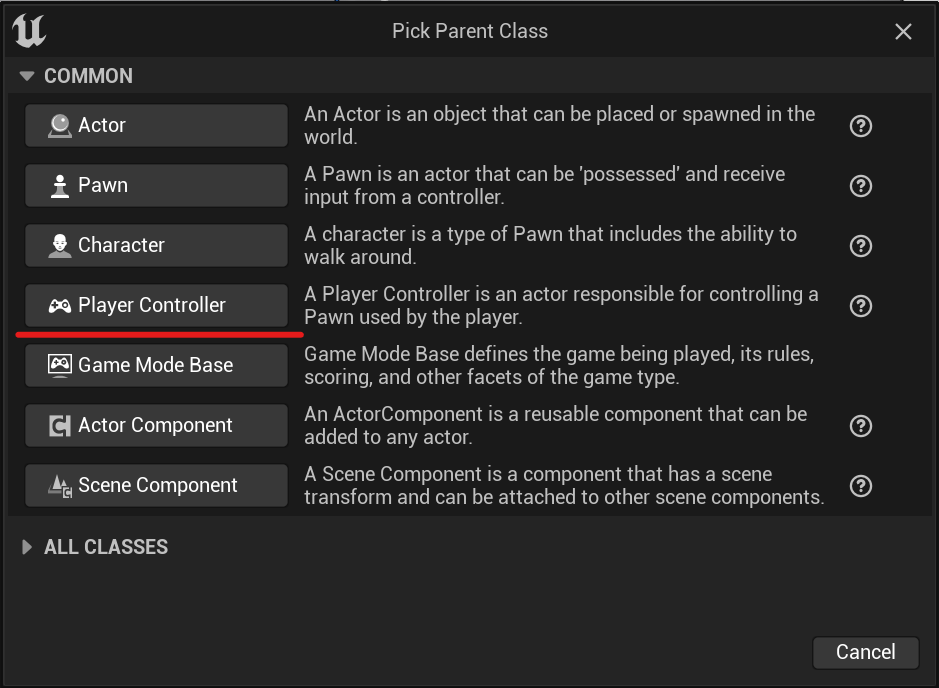 Pick Parent Class
COMMON
Actor
An Actor is an object that can be placed or spawned in the
world.
Pawn
A Pawn is an actor that can be 'possessed' and receive
input from a controller.
Character
A character is a type of Pawn that includes the ability to
walk around.
Player Controller
A Player Controller is an actor responsible for controlling a
Pawn used by the player.
Game Mode Base
Game Mode Base defines the game being played, its rules,
scoring, and other facets of the game type.
Actor Component
An ActorComponent is a reusable component that can be
added to any actor.
Scene Component
A Scene Component is a component that has a scene
transform and can be attached to other scene components.
ALL CLASSES
Cancel